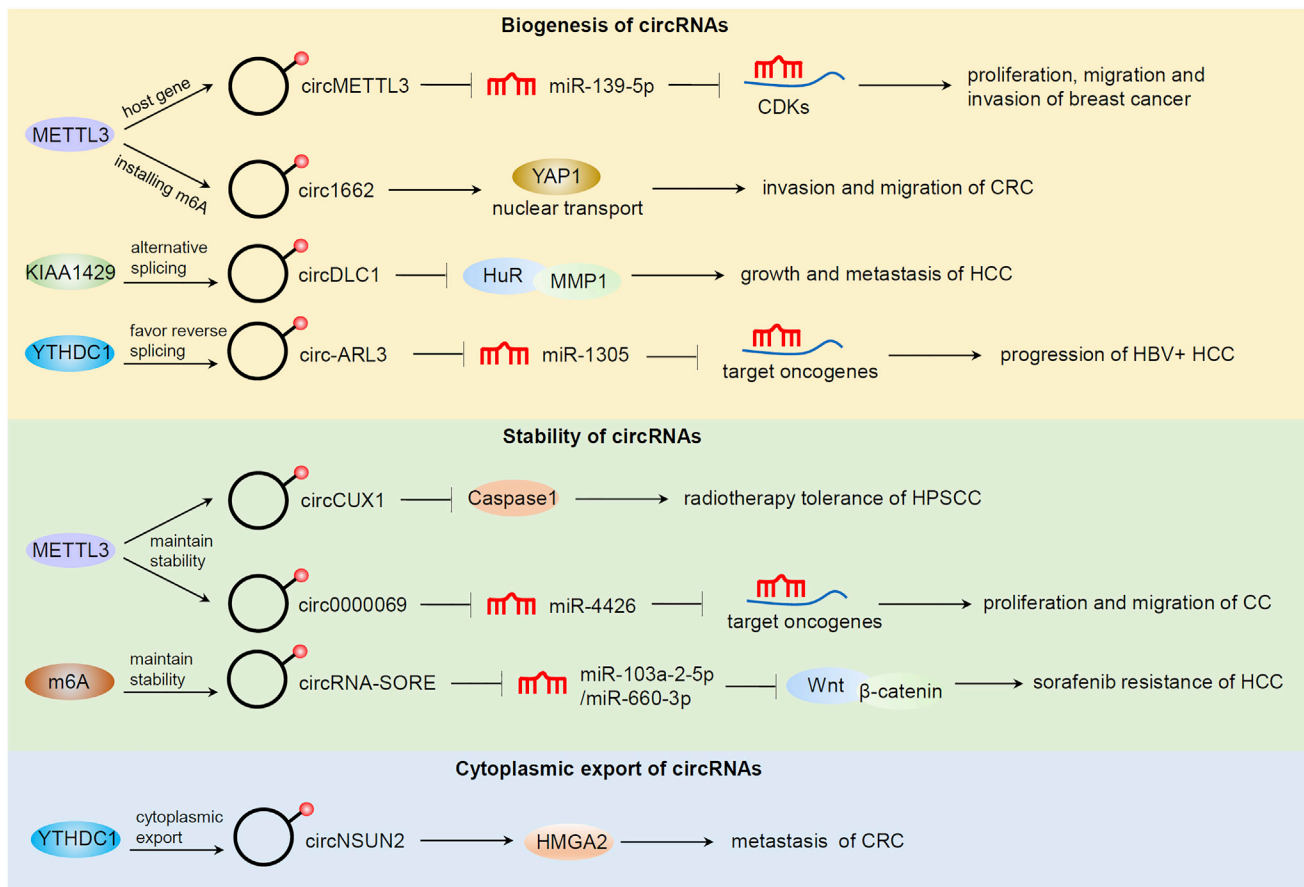 Biogenesis of circRNAs
METTL3
host gene
circMETTL3
miR-139-5p
CDKs
proliferation, migration and
invasion of breast cancer
installing m6A
circ1662
YAP1
nuclear transport
invasion and migration of CRC
KIAA1429
alternative
splicing
circDLC1
HuR
MMP1
growth and metastasis of HCC
YTHDC1
favor reverse
splicing
circ-ARL3
miR-1305
target oncogenes
progression of HBV+ HCC
Stability of circRNAs
METTL3
maintain
stability
circCUX1
Caspase1
radiotherapy tolerance of HPSCC
circ0000069
miR-4426
target oncogenes
proliferation and migration of CC
m6A
maintain
stability
circRNA-SORE
miR-103a-2-5p
/miR-660-3p
Wnt
β-catenin
sorafenib resistance of HCC
Cytoplasmic export of circRNAs
YTHDC1
cytoplasmic
export
circNSUN2
HMGA2
metastasis of CRC